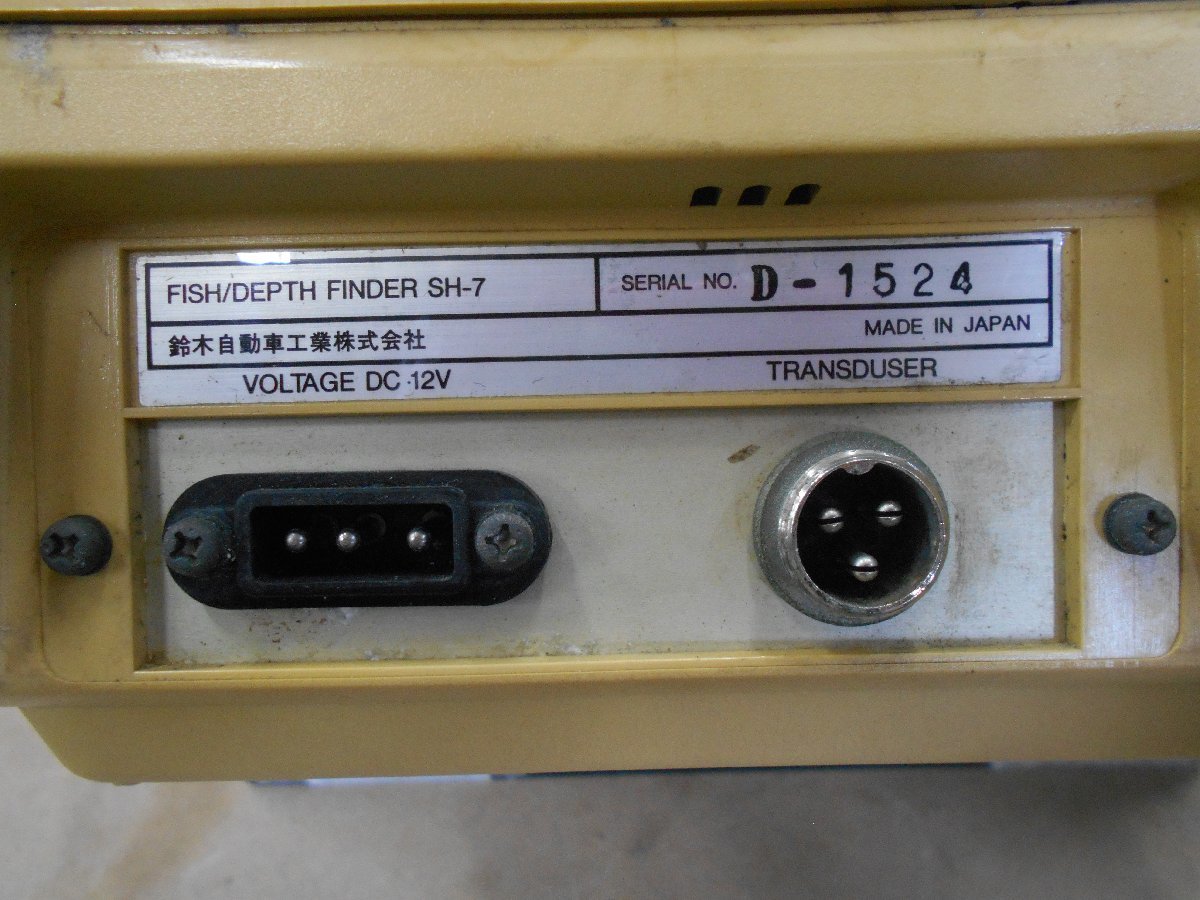 FISH/DEPTH FINDER SH-7
SERIAL NO. D-1524
鈴木自動車工業株式会社
MADE IN JAPAN
VOLTAGE DC 12V
TRANSDUSER